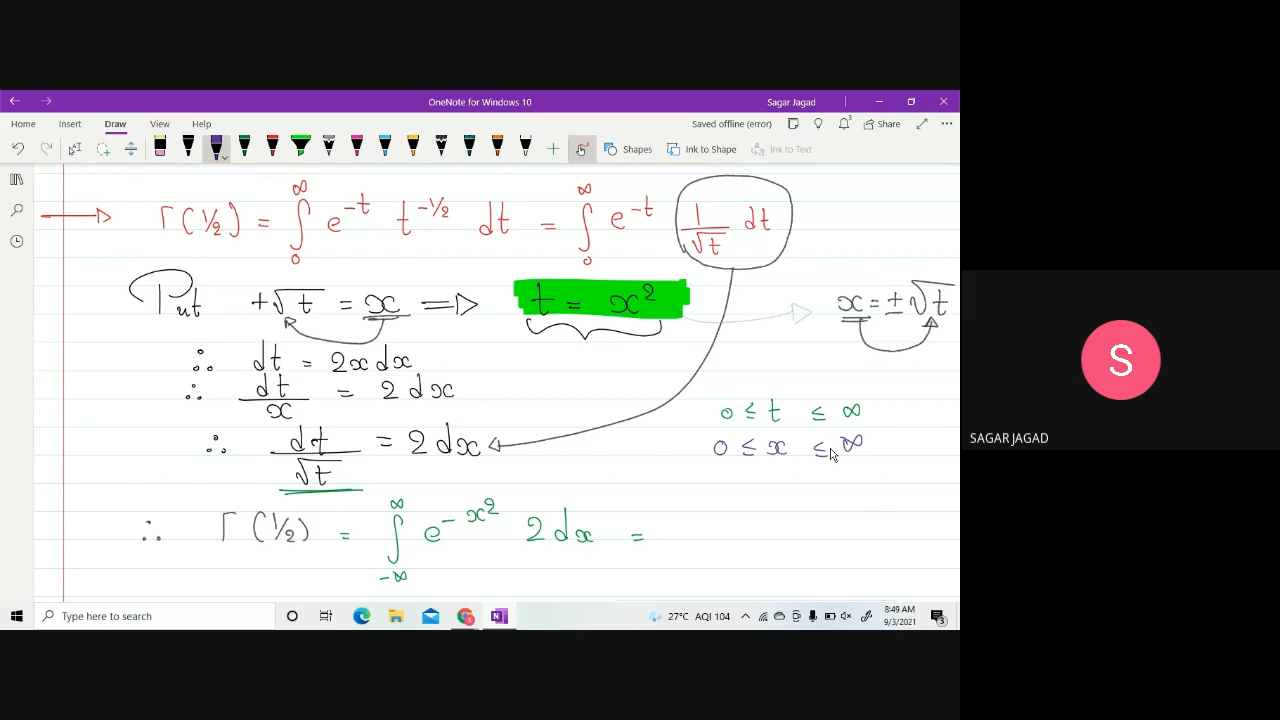 OneNote for Windows 10
Sagar Jagad
Home Insert Draw View Help
Saved offline (error)
Share
Shapes
Ink to Shape
Ink to Text
Γ(1/2) = ∫₀^∞ e^{-t} t^{-1/2} dt = ∫₀^∞ e^{-t} 1/√t dt
Put +√t = x ⇒ t = x² x = ±√t
∴ dt = 2x dx
∴ dt/x = 2 dx
0 ≤ t ≤ ∞
∴ dt/√t = 2 dx
0 ≤ x ≤ ∞
∴ Γ(1/2) = ∫_{-∞}^∞ e^{-x²} 2 dx =
S
SAGAR JAGAD
Type here to search
27°C AQI 104
8:49 AM
9/3/2021
3